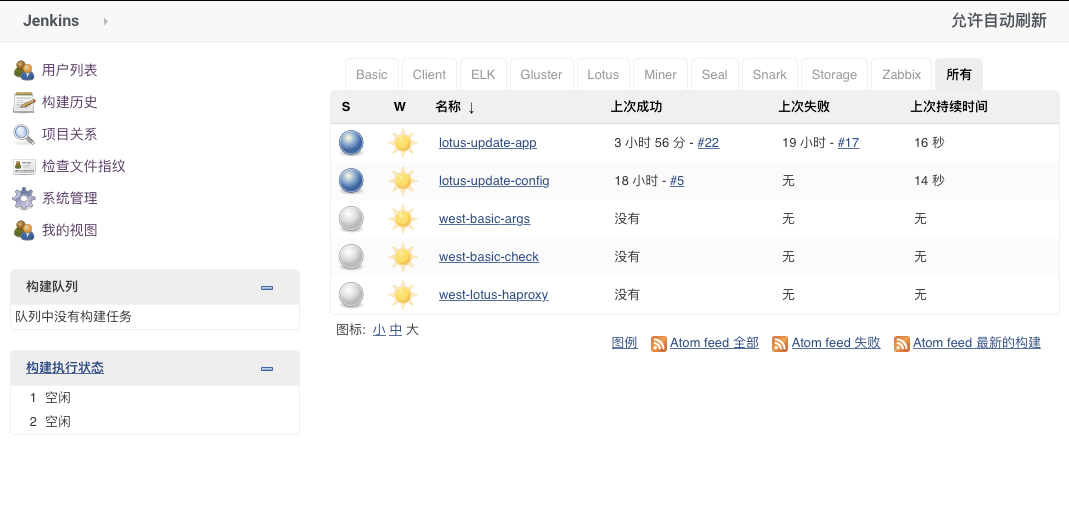 Jenkins
允许自动刷新
用户列表
构建历史
项目关系
检查文件指纹
系统管理
我的视图
构建队列
队列中没有构建任务
构建执行状态
1 空闲
2 空闲
Basic Client ELK Gluster Lotus Miner Seal Snark Storage Zabbix 所有
S W 名称 ↓ 上次成功 上次失败 上次持续时间
lotus-update-app 3 小时 56 分 - #22 19 小时 - #17 16 秒
lotus-update-config 18 小时 - #5 无 14 秒
west-basic-args 没有 无 无
west-basic-check 没有 无 无
west-lotus-haproxy 没有 无 无
图标: 小 中 大
图例 Atom feed 全部 Atom feed 失败 Atom feed 最新的构建